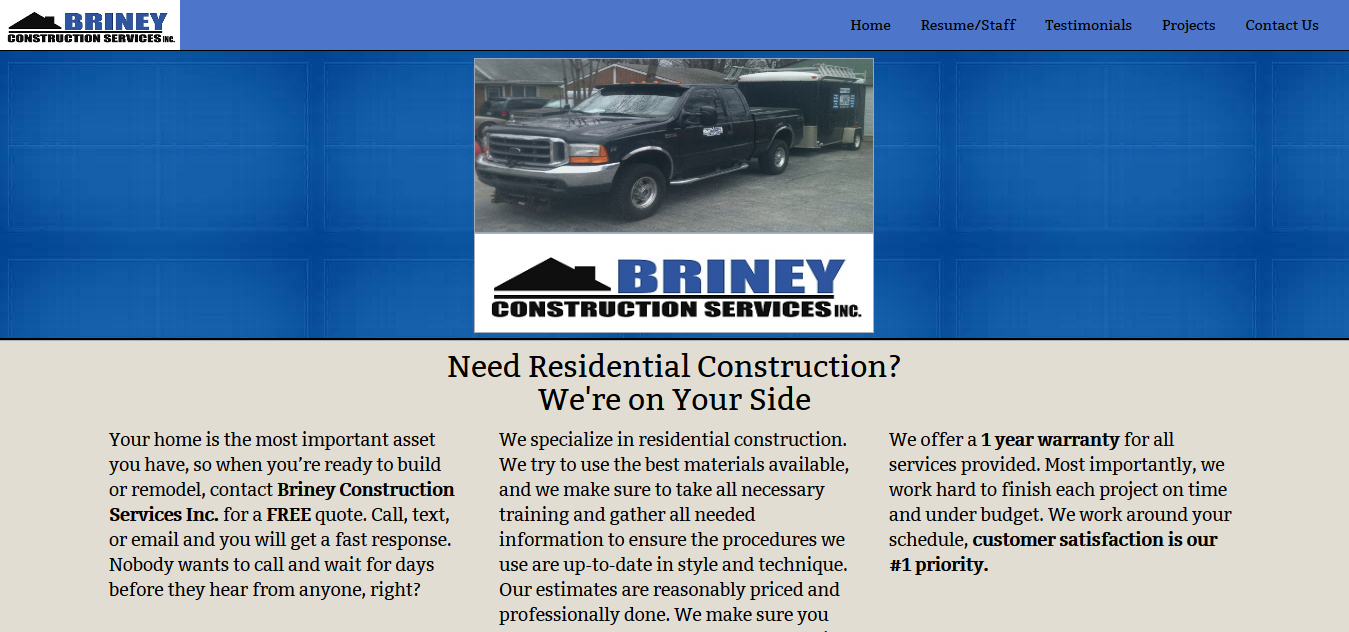 BRINEY
CONSTRUCTION SERVICES INC.
Home Resume/Staff Testimonials Projects Contact Us
BRINEY
CONSTRUCTION SERVICES INC.
Need Residential Construction?
We're on Your Side
Your home is the most important asset
you have, so when you’re ready to build
or remodel, contact Briney Construction
Services Inc. for a FREE quote. Call, text,
or email and you will get a fast response.
Nobody wants to call and wait for days
before they hear from anyone, right?
We specialize in residential construction.
We try to use the best materials available,
and we make sure to take all necessary
training and gather all needed
information to ensure the procedures we
use are up-to-date in style and technique.
Our estimates are reasonably priced and
professionally done. We make sure you
We offer a 1 year warranty for all
services provided. Most importantly, we
work hard to finish each project on time
and under budget. We work around your
schedule, customer satisfaction is our
#1 priority.